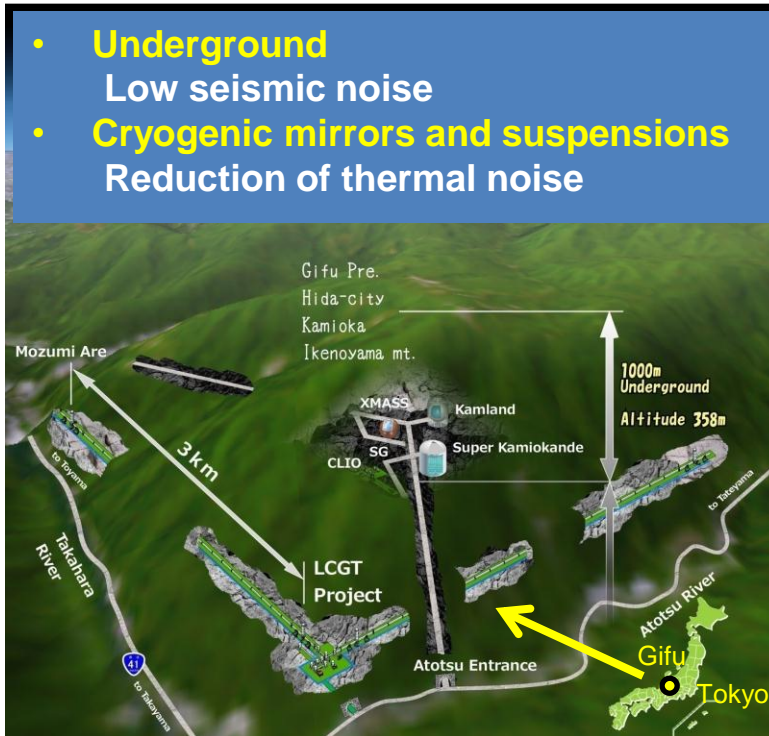 • Underground
Low seismic noise
• Cryogenic mirrors and suspensions
Reduction of thermal noise
Gifu Pre.
Hida-city
Kamioka
Ikenoyama mt.
Mozumi Are
1000m
Underground
Altitude 358m
XMASS
Kamland
SG
Super Kamiokande
CLIO
3km
to Toyama
to Tateyama
Takahara
River
LCGT
Project
Atotsu River
41
Atotsu Entrance
to Takayama
Gifu
Tokyo